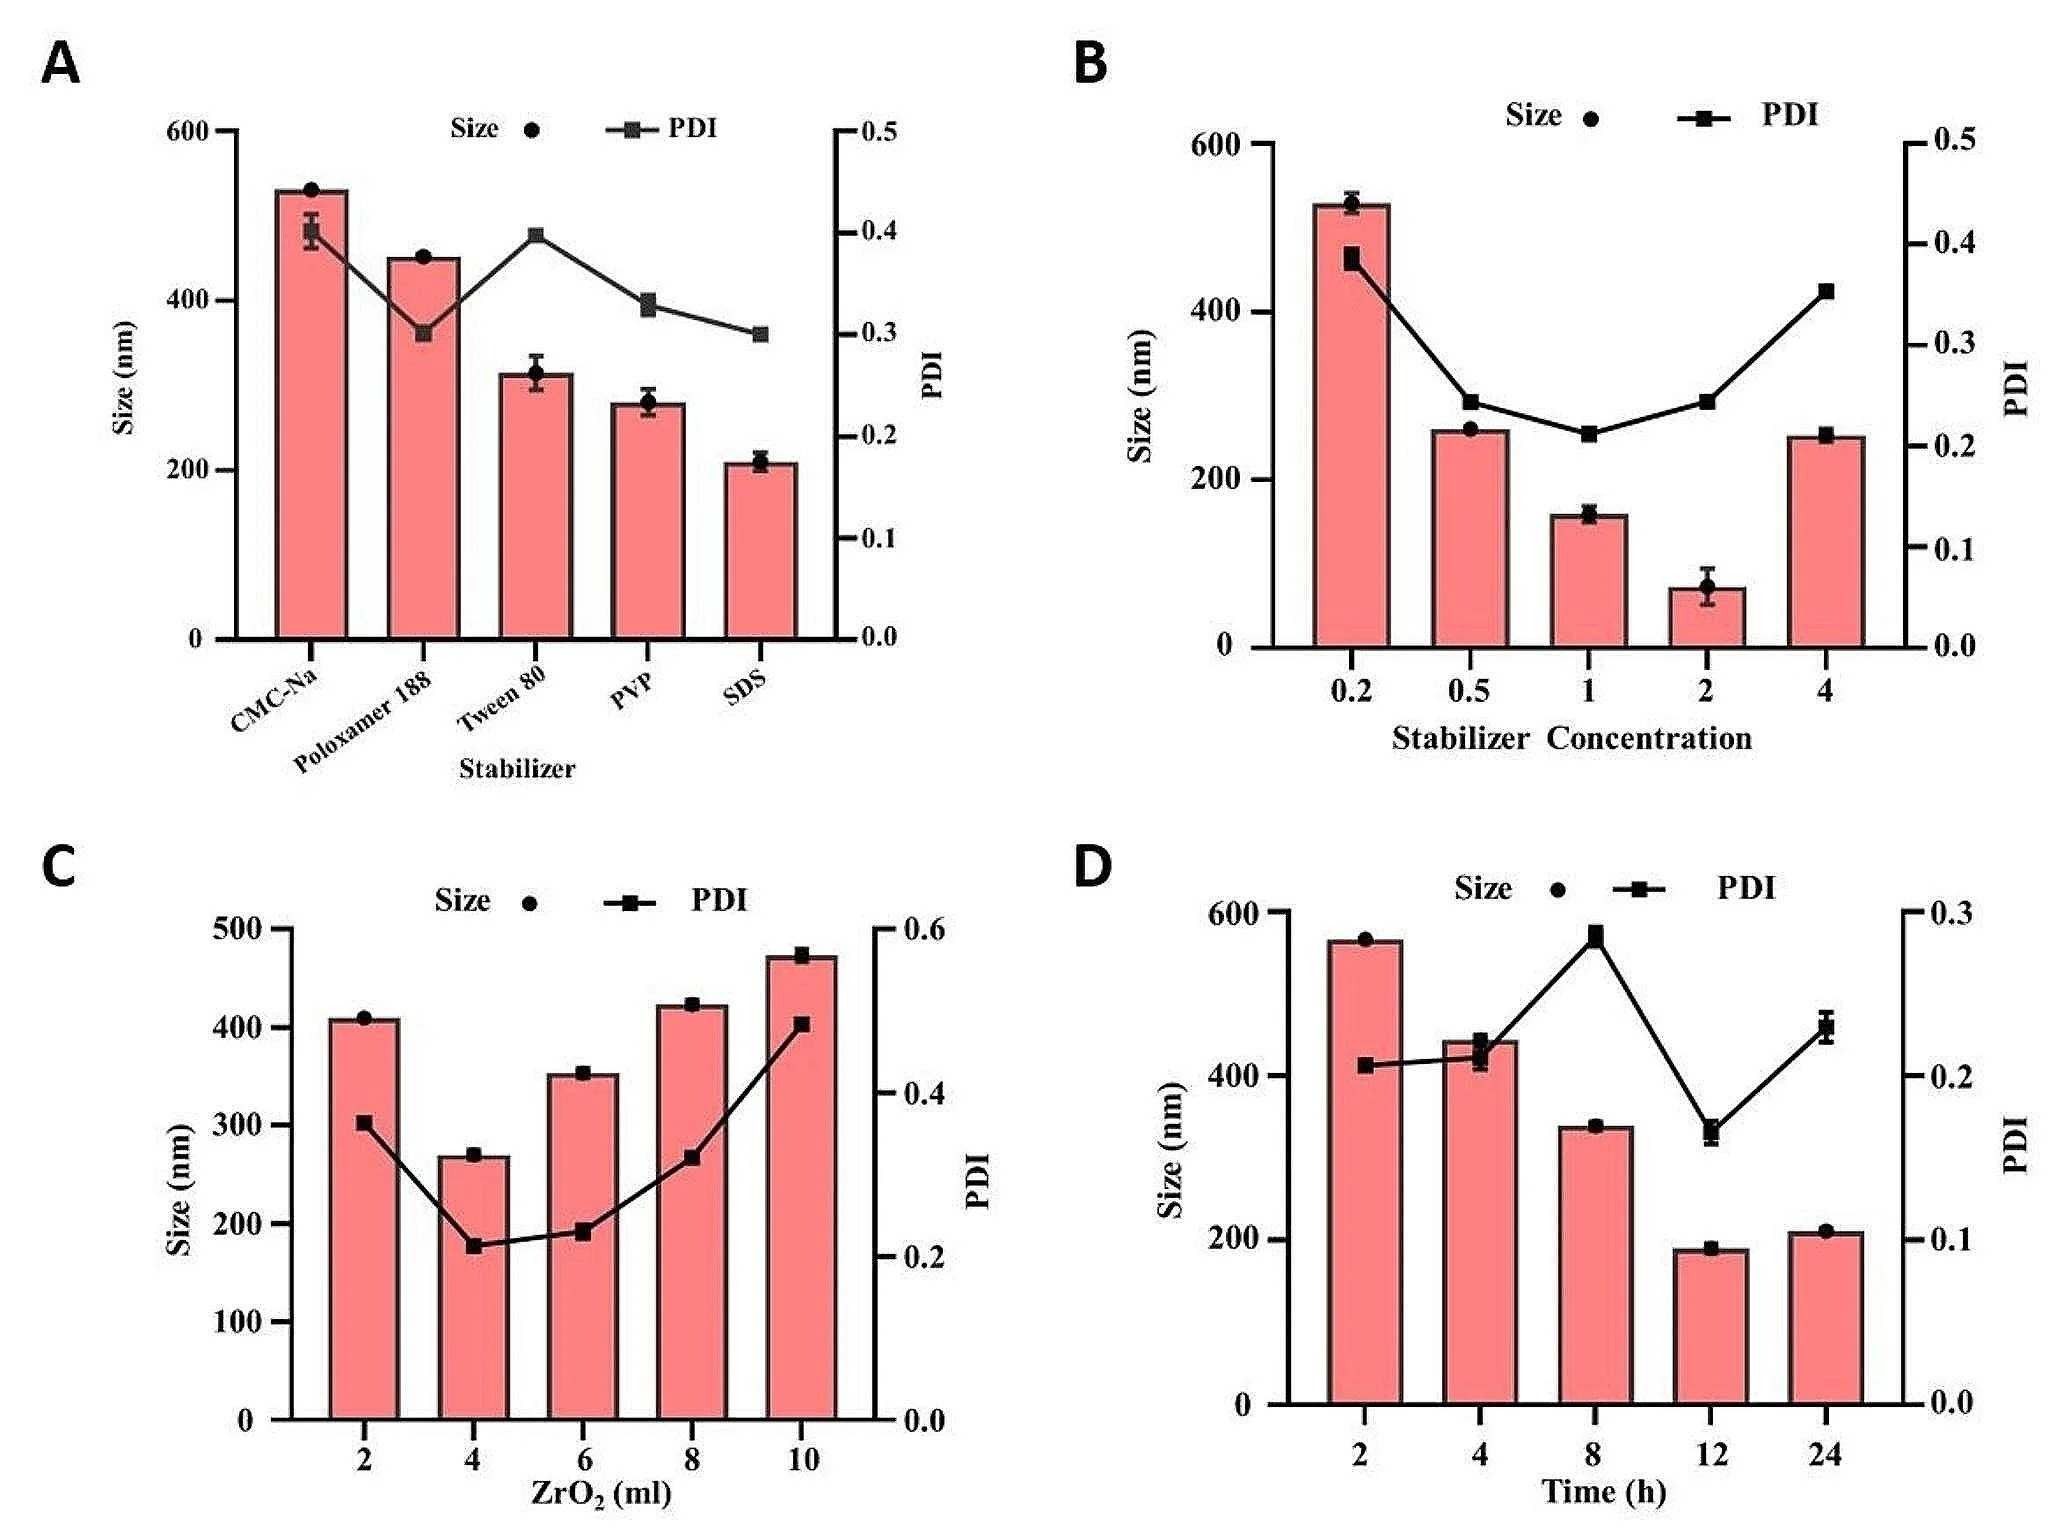 A
Size PDI
600
400
200
0
Size (nm)
0.5
0.4
0.3
0.2
0.1
0.0
PDI
CMC-Na
Poloxamer 188
Tween 80
PVP
SDS
Stabilizer
B
Size PDI
600
400
200
0
Size (nm)
0.5
0.4
0.3
0.2
0.1
0.0
PDI
0.2 0.5 1 2 4
Stabilizer Concentration
C
Size PDI
500
400
300
200
100
0
Size (nm)
0.6
0.4
0.2
0.0
PDI
2 4 6 8 10
ZrO₂ (ml)
D
Size PDI
600
400
200
0
Size (nm)
0.3
0.2
0.1
0.0
PDI
2 4 8 12 24
Time (h)